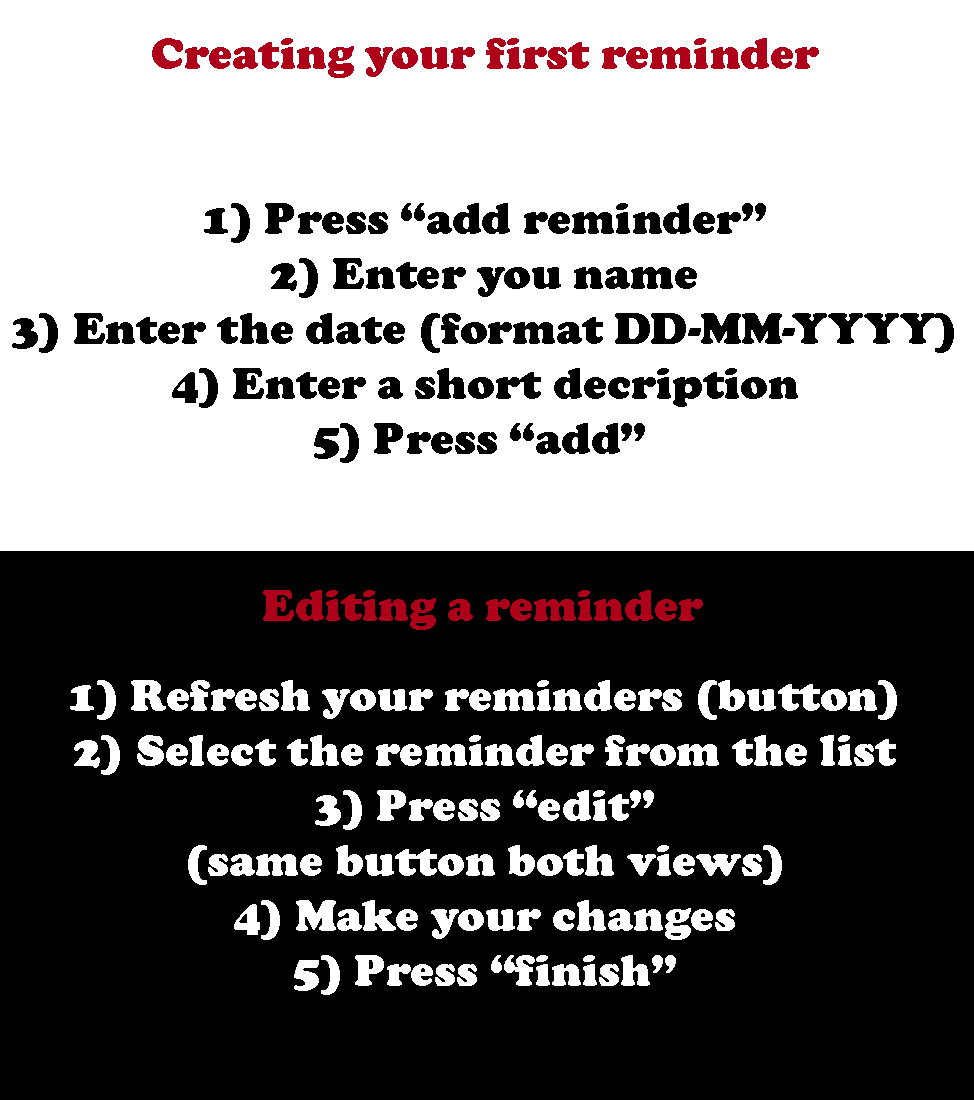 Creating your first reminder
1) Press “add reminder”
2) Enter you name
3) Enter the date (format DD-MM-YYYY)
4) Enter a short decription
5) Press “add”
Editing a reminder
1) Refresh your reminders (button)
2) Select the reminder from the list
3) Press “edit”
(same button both views)
4) Make your changes
5) Press “finish”